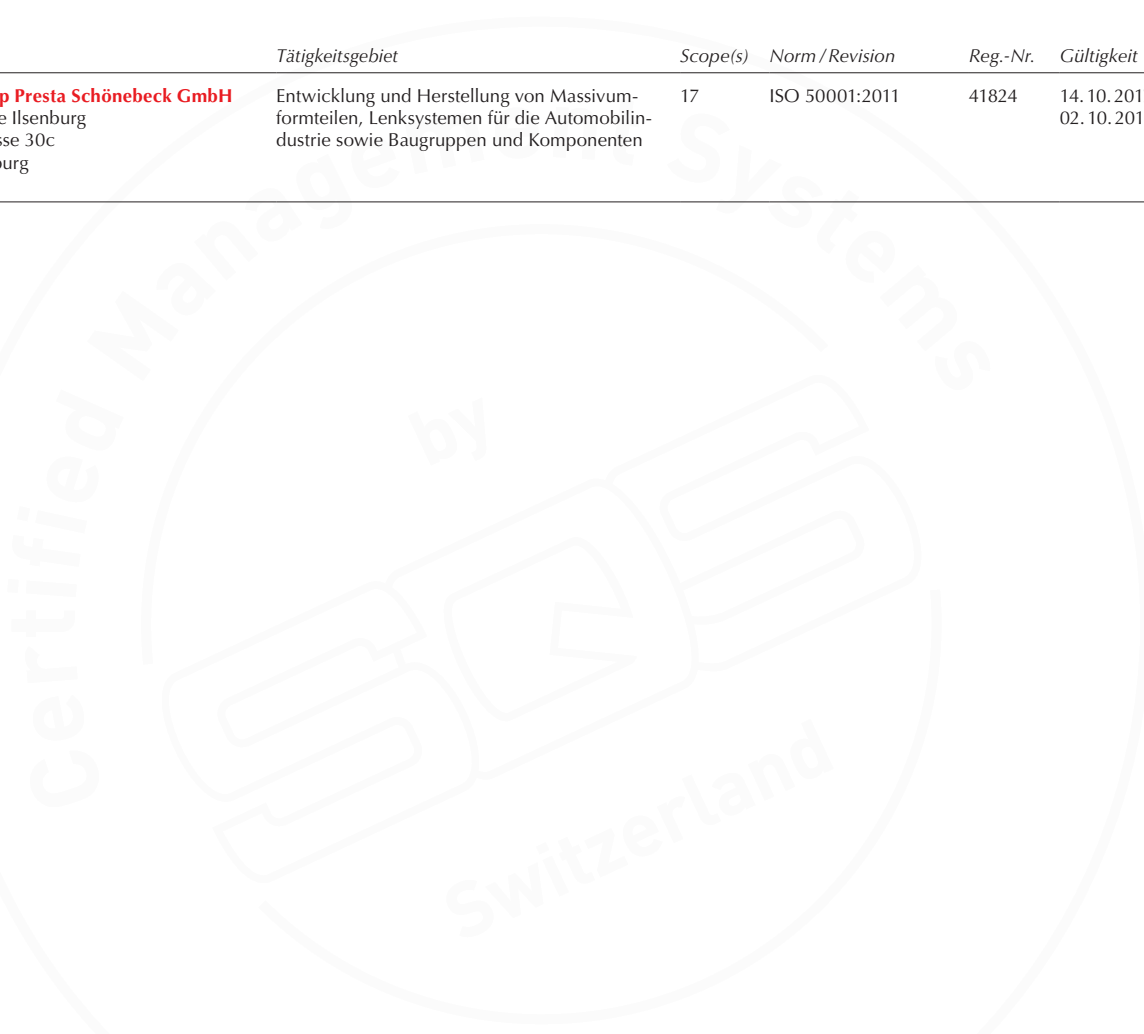 Tätigkeitsgebiet Scope(s) Norm / Revision Reg.-Nr. Gültigkeit
p Presta Schönebeck GmbH Entwicklung und Herstellung von Massivum- 17 ISO 50001:2011 41824 14. 10. 201
e Ilsenburg formteilen, Lenksystemen für die Automobilin- 02. 10. 201
sse 30c dustrie sowie Baugruppen und Komponenten
burg
Certified Management Systems
by
SQS
Switzerland